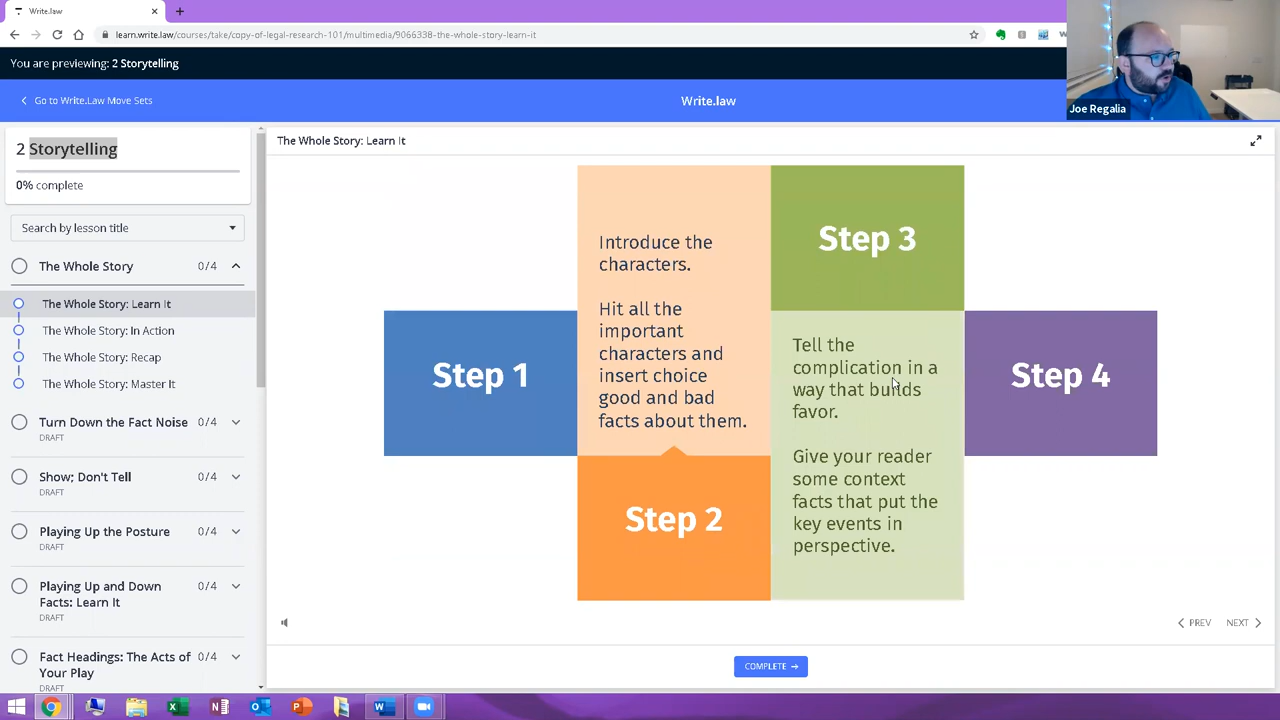 Write.law
learn.write.law/courses/take/copy-of-legal-research-101/multimedia/9066338-the-whole-story-learn-it
You are previewing: 2 Storytelling
Go to Write.Law Move Sets
Write.law
Joe Regalia
2 Storytelling
0% complete
Search by lesson title
The Whole Story 0/4
The Whole Story: Learn It
The Whole Story: In Action
The Whole Story: Recap
The Whole Story: Master It
Turn Down the Fact Noise 0/4
DRAFT
Show; Don't Tell 0/4
DRAFT
Playing Up the Posture 0/4
DRAFT
Playing Up and Down 0/4
Facts: Learn It
DRAFT
Fact Headings: The Acts of 0/4
Your Play
DRAFT
The Whole Story: Learn It
Step 1
Introduce the
characters.
Hit all the
important
characters and
insert choice
good and bad
facts about them.
Step 2
Step 3
Tell the
complication in a
way that builds
favor.
Give your reader
some context
facts that put the
key events in
perspective.
Step 4
PREV NEXT
COMPLETE →